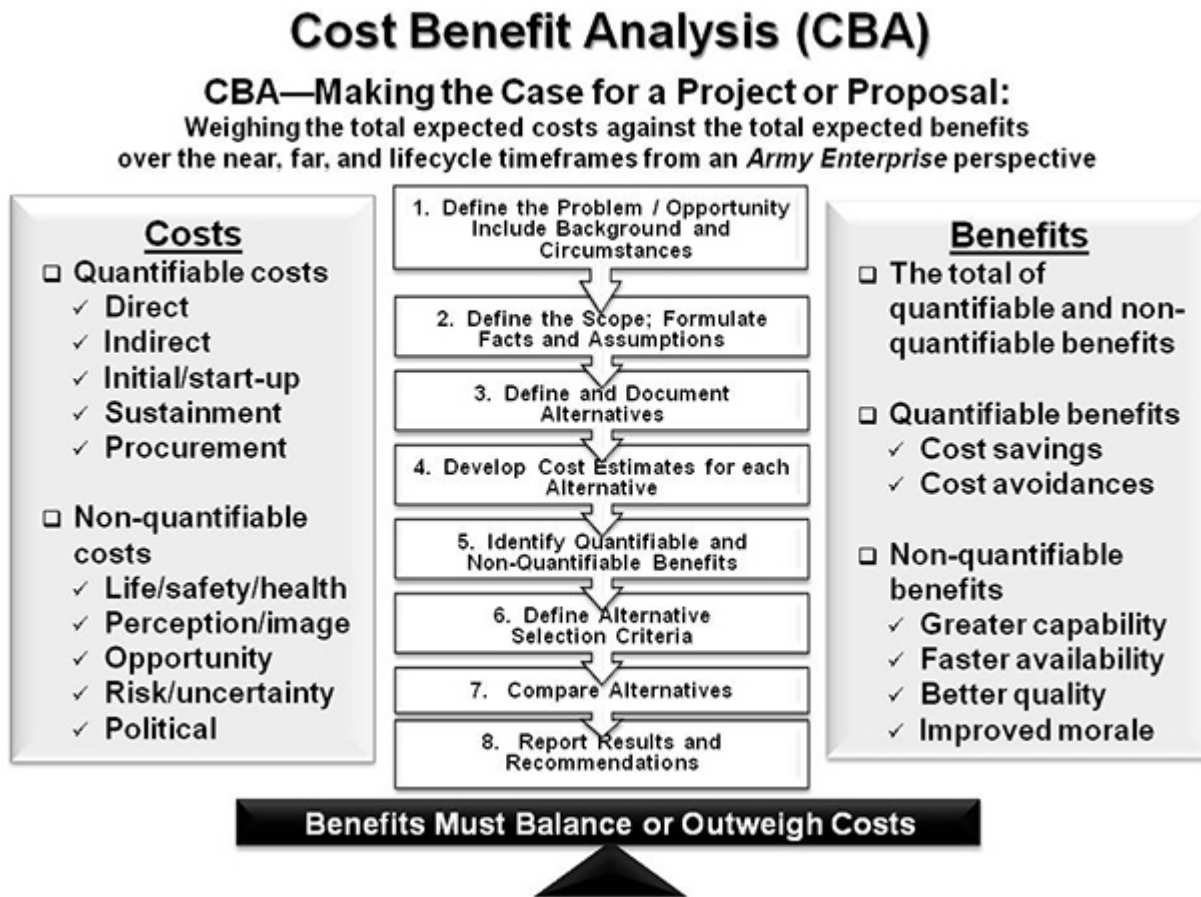 Cost Benefit Analysis (CBA)
CBA—Making the Case for a Project or Proposal:
Weighing the total expected costs against the total expected benefits
over the near, far, and lifecycle timeframes from an Army Enterprise perspective
Costs
❑ Quantifiable costs
✓ Direct
✓ Indirect
✓ Initial/start-up
✓ Sustainment
✓ Procurement
❑ Non-quantifiable
costs
✓ Life/safety/health
✓ Perception/image
✓ Opportunity
✓ Risk/uncertainty
✓ Political
1. Define the Problem / Opportunity
Include Background and
Circumstances
2. Define the Scope; Formulate
Facts and Assumptions
3. Define and Document
Alternatives
4. Develop Cost Estimates for each
Alternative
5. Identify Quantifiable and
Non-Quantifiable Benefits
6. Define Alternative
Selection Criteria
7. Compare Alternatives
8. Report Results and
Recommendations
Benefits
❑ The total of
quantifiable and non-
quantifiable benefits
❑ Quantifiable benefits
✓ Cost savings
✓ Cost avoidances
❑ Non-quantifiable
benefits
✓ Greater capability
✓ Faster availability
✓ Better quality
✓ Improved morale
Benefits Must Balance or Outweigh Costs